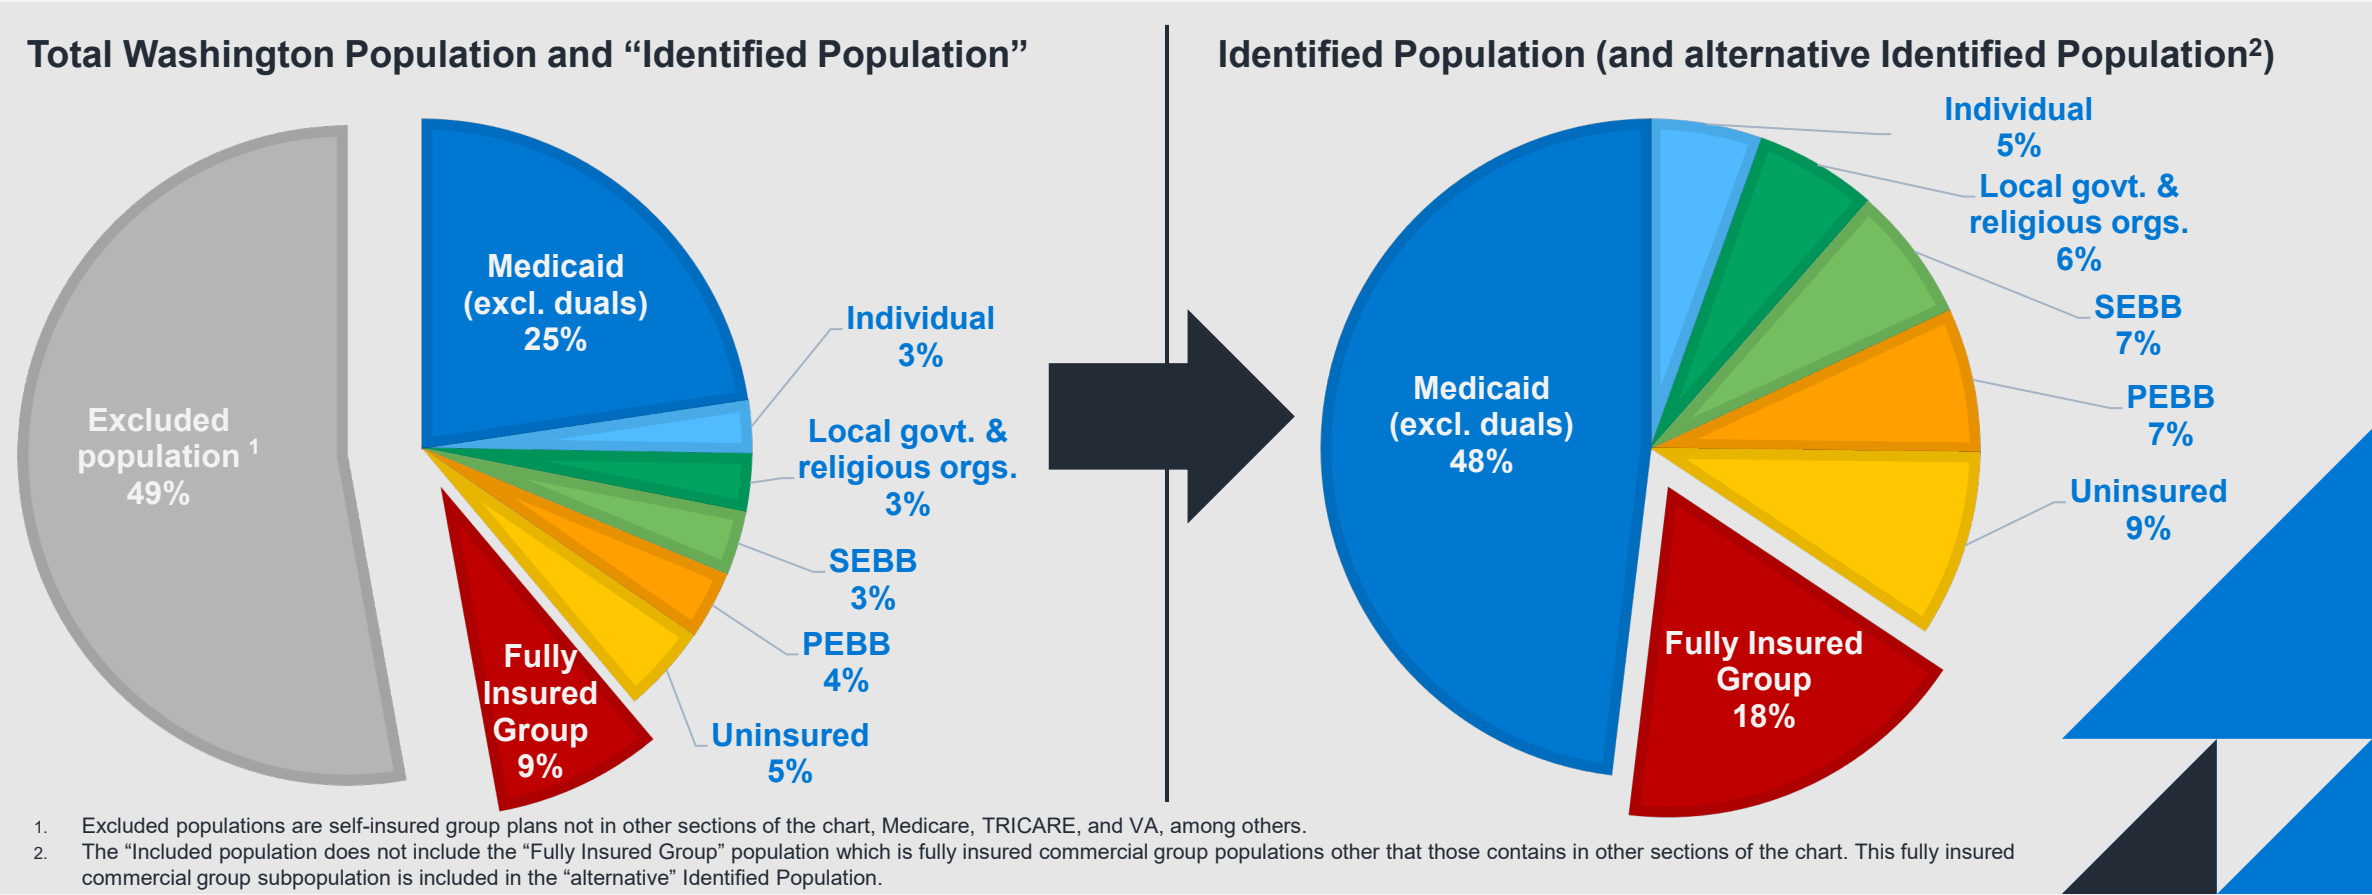 Total Washington Population and “Identified Population”
Excluded
population 1
49%
Medicaid
(excl. duals)
25%
Individual
3%
Local govt. &
religious orgs.
3%
SEBB
3%
PEBB
4%
Uninsured
5%
Fully
Insured
Group
9%
Identified Population (and alternative Identified Population2)
Individual
5%
Local govt. &
religious orgs.
6%
SEBB
7%
PEBB
7%
Uninsured
9%
Fully Insured
Group
18%
Medicaid
(excl. duals)
48%
1. Excluded populations are self-insured group plans not in other sections of the chart, Medicare, TRICARE, and VA, among others.
2. The “Included population does not include the “Fully Insured Group” population which is fully insured commercial group populations other that those contains in other sections of the chart. This fully insured
commercial group subpopulation is included in the “alternative” Identified Population.